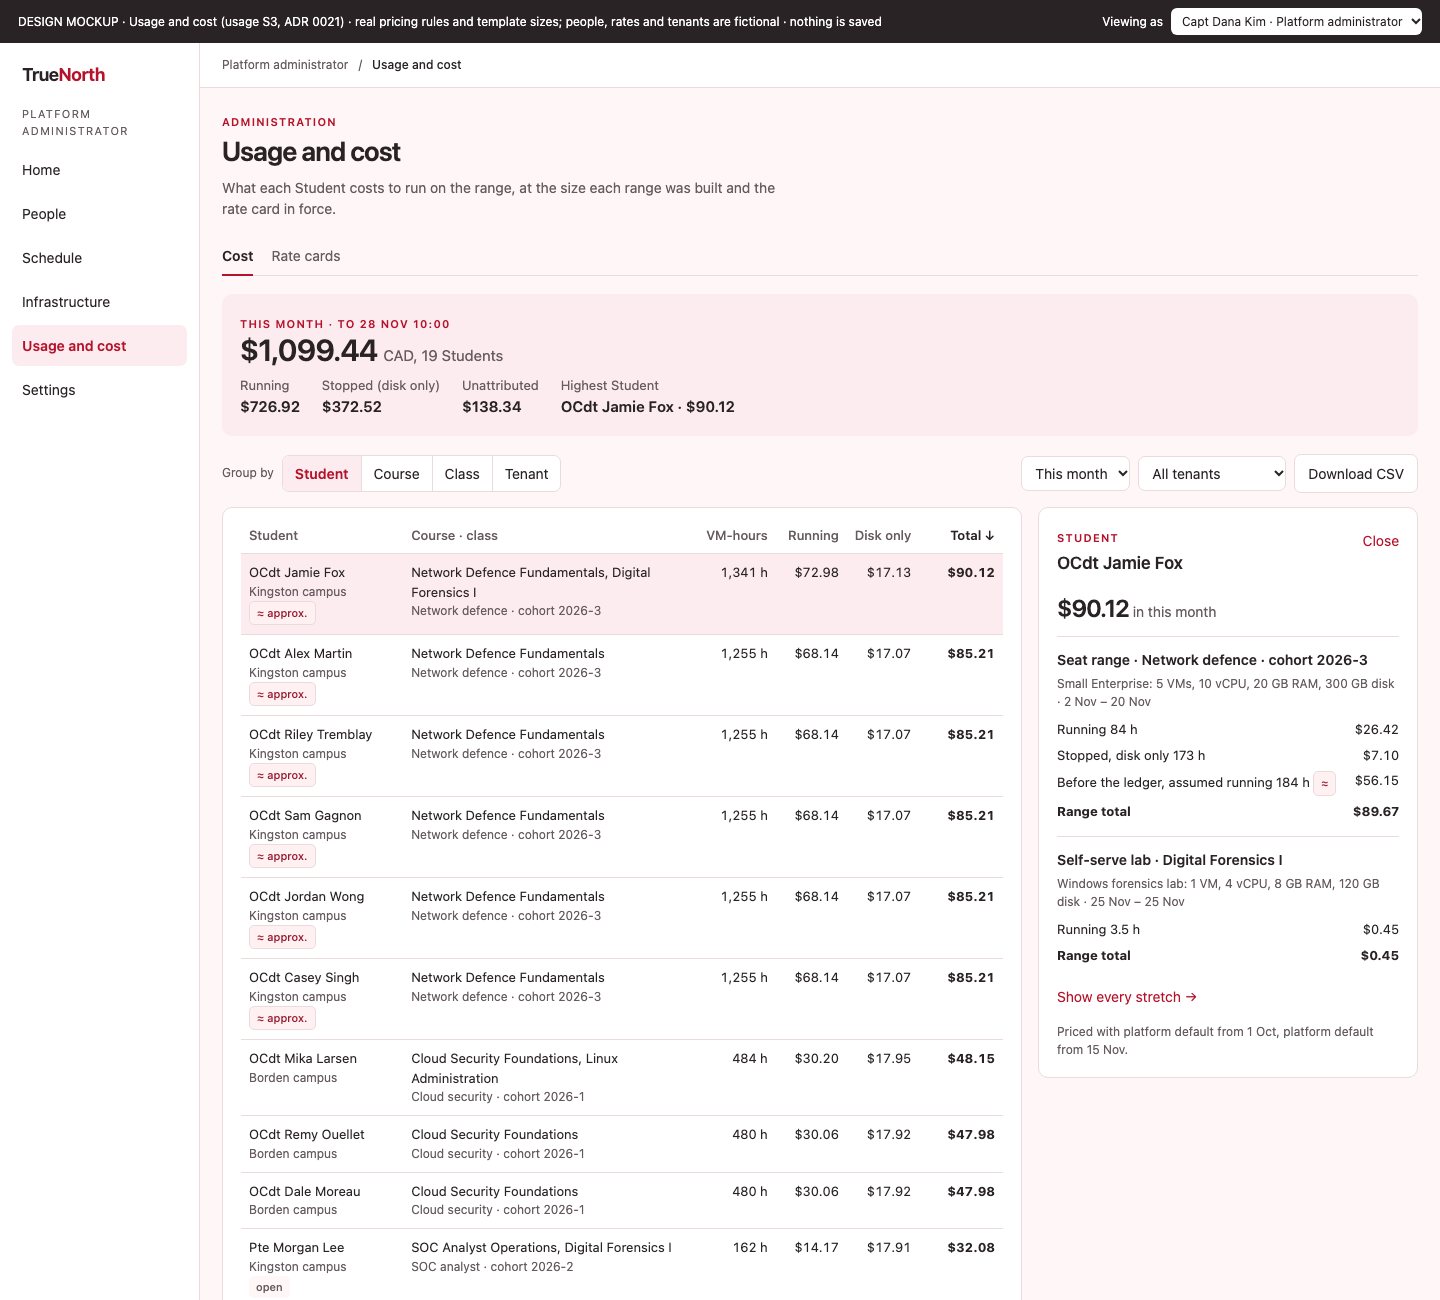 DESIGN MOCKUP · Usage and cost (usage S3, ADR 0021) · real pricing rules and template sizes; people, rates and tenants are fictional · nothing is saved
Viewing as
Capt Dana Kim · Platform administrator
TrueNorth
PLATFORM
ADMINISTRATOR
Home
People
Schedule
Infrastructure
Usage and cost
Settings
Platform administrator / Usage and cost
ADMINISTRATION
Usage and cost
What each Student costs to run on the range, at the size each range was built and the
rate card in force.
Cost Rate cards
THIS MONTH · TO 28 NOV 10:00
$1,099.44 CAD, 19 Students
Running Stopped (disk only) Unattributed Highest Student
$726.92 $372.52 $138.34 OCdt Jamie Fox · $90.12
Group by Student Course Class Tenant
This month All tenants Download CSV
Student Course · class VM-hours Running Disk only Total ↓
OCdt Jamie Fox Network Defence Fundamentals, Digital 1,341 h $72.98 $17.13 $90.12
Kingston campus Forensics I
≈ approx. Network defence · cohort 2026-3
OCdt Alex Martin Network Defence Fundamentals 1,255 h $68.14 $17.07 $85.21
Kingston campus Network defence · cohort 2026-3
≈ approx.
OCdt Riley Tremblay Network Defence Fundamentals 1,255 h $68.14 $17.07 $85.21
Kingston campus Network defence · cohort 2026-3
≈ approx.
OCdt Sam Gagnon Network Defence Fundamentals 1,255 h $68.14 $17.07 $85.21
Kingston campus Network defence · cohort 2026-3
≈ approx.
OCdt Jordan Wong Network Defence Fundamentals 1,255 h $68.14 $17.07 $85.21
Kingston campus Network defence · cohort 2026-3
≈ approx.
OCdt Casey Singh Network Defence Fundamentals 1,255 h $68.14 $17.07 $85.21
Kingston campus Network defence · cohort 2026-3
≈ approx.
OCdt Mika Larsen Cloud Security Foundations, Linux 484 h $30.20 $17.95 $48.15
Borden campus Administration
Cloud security · cohort 2026-1
OCdt Remy Ouellet Cloud Security Foundations 480 h $30.06 $17.92 $47.98
Borden campus Cloud security · cohort 2026-1
OCdt Dale Moreau Cloud Security Foundations 480 h $30.06 $17.92 $47.98
Borden campus Cloud security · cohort 2026-1
Pte Morgan Lee SOC Analyst Operations, Digital Forensics I 162 h $14.17 $17.91 $32.08
Kingston campus SOC analyst · cohort 2026-2
open
STUDENT
Close
OCdt Jamie Fox
$90.12 in this month
Seat range · Network defence · cohort 2026-3
Small Enterprise: 5 VMs, 10 vCPU, 20 GB RAM, 300 GB disk
· 2 Nov – 20 Nov
Running 84 h $26.42
Stopped, disk only 173 h $7.10
Before the ledger, assumed running 184 h ≈ $56.15
Range total $89.67
Self-serve lab · Digital Forensics I
Windows forensics lab: 1 VM, 4 vCPU, 8 GB RAM, 120 GB
disk · 25 Nov – 25 Nov
Running 3.5 h $0.45
Range total $0.45
Show every stretch →
Priced with platform default from 1 Oct, platform default
from 15 Nov.